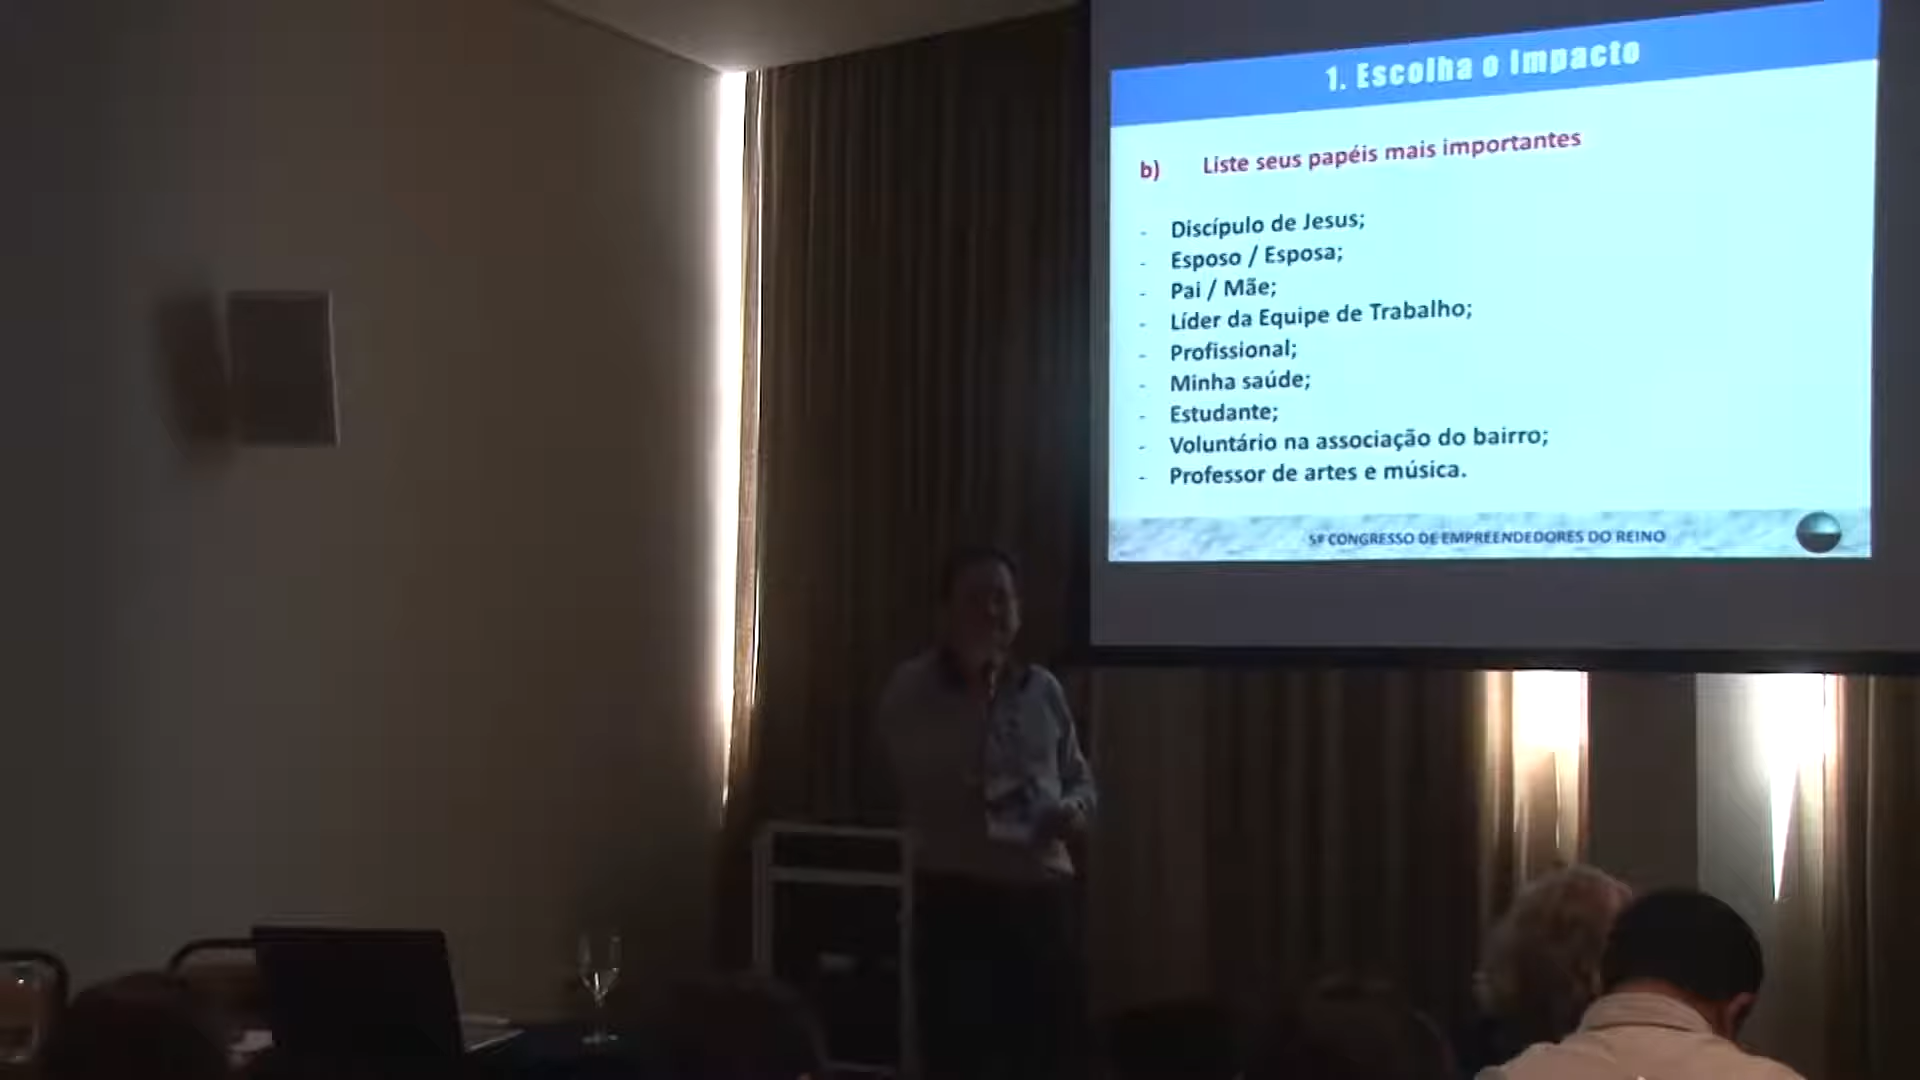 1. Escolha o Impacto
b) Liste seus papéis mais importantes
- Discípulo de Jesus;
- Esposo / Esposa;
- Pai / Mãe;
- Líder da Equipe de Trabalho;
- Profissional;
- Minha saúde;
- Estudante;
- Voluntário na associação do bairro;
- Professor de artes e música.
5º CONGRESSO DE EMPREENDEDORES DO REINO